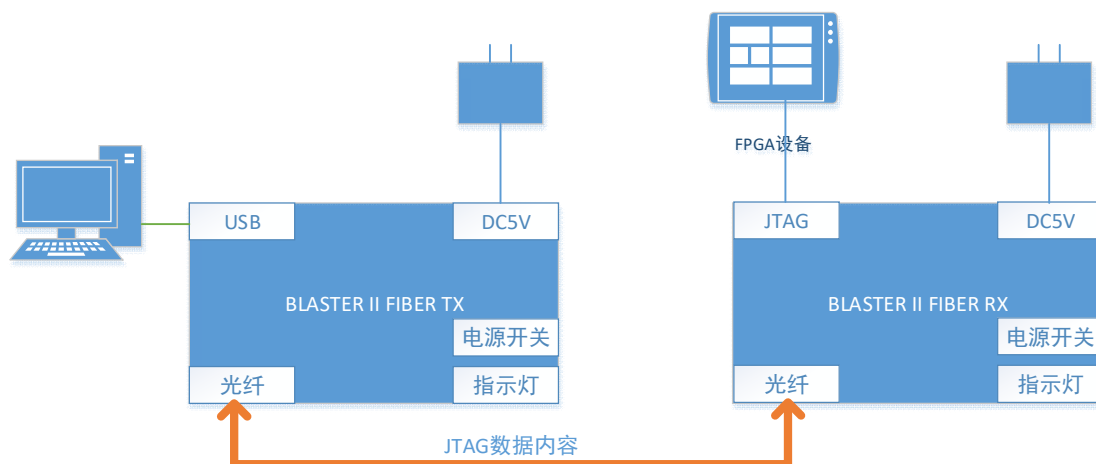 FPGA设备
USB
DC5V
JTAG
DC5V
BLASTER II FIBER TX
BLASTER II FIBER RX
电源开关
电源开关
光纤
指示灯
光纤
指示灯
JTAG数据内容